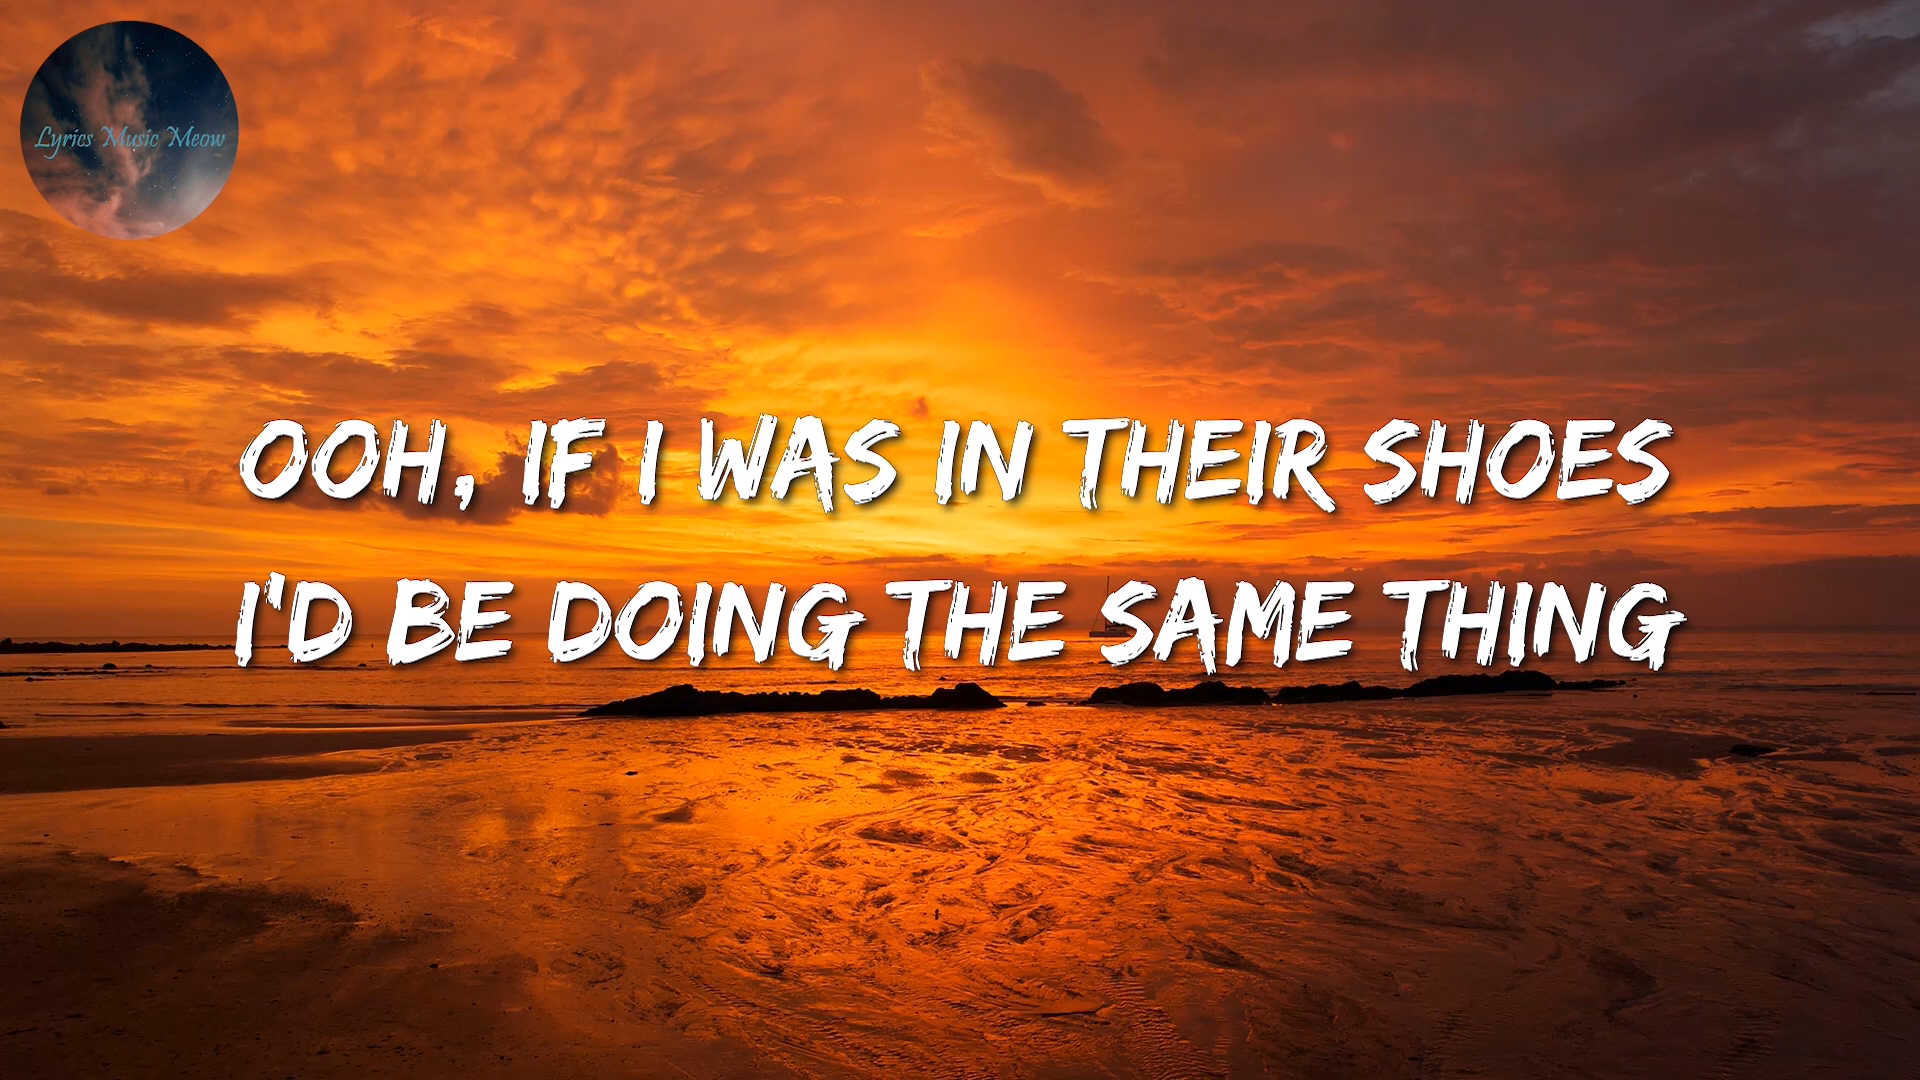 Lyrics Music Meow
OOH, IF I WAS IN THEIR SHOES
I'D BE DOING THE SAME THING